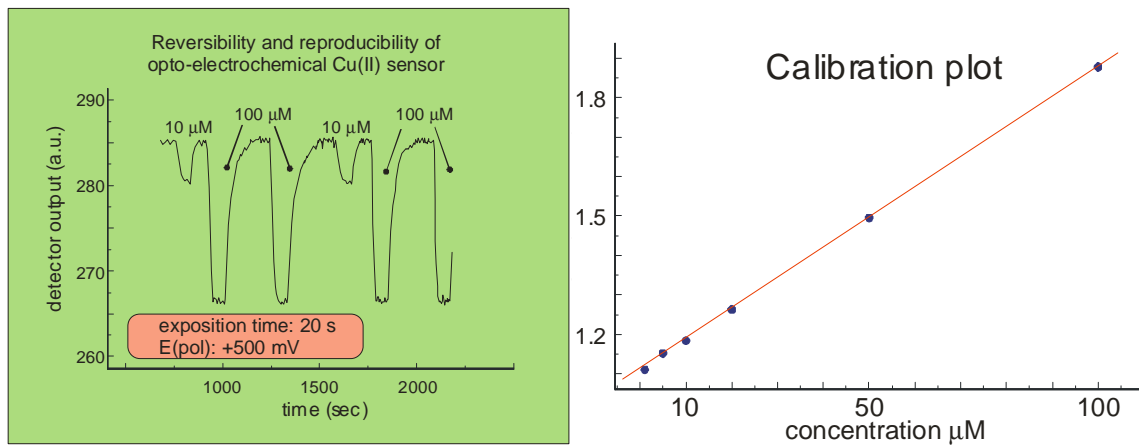 Reversibility and reproducibility of
opto-electrochemical Cu(II) sensor
290
280
270
260
detector output (a.u.)
10 μM
100 μM
10 μM
100 μM
exposition time: 20 s
E(pol): +500 mV
1000
1500
2000
time (sec)
Calibration plot
1.8
1.5
1.2
10
50
100
concentration μM